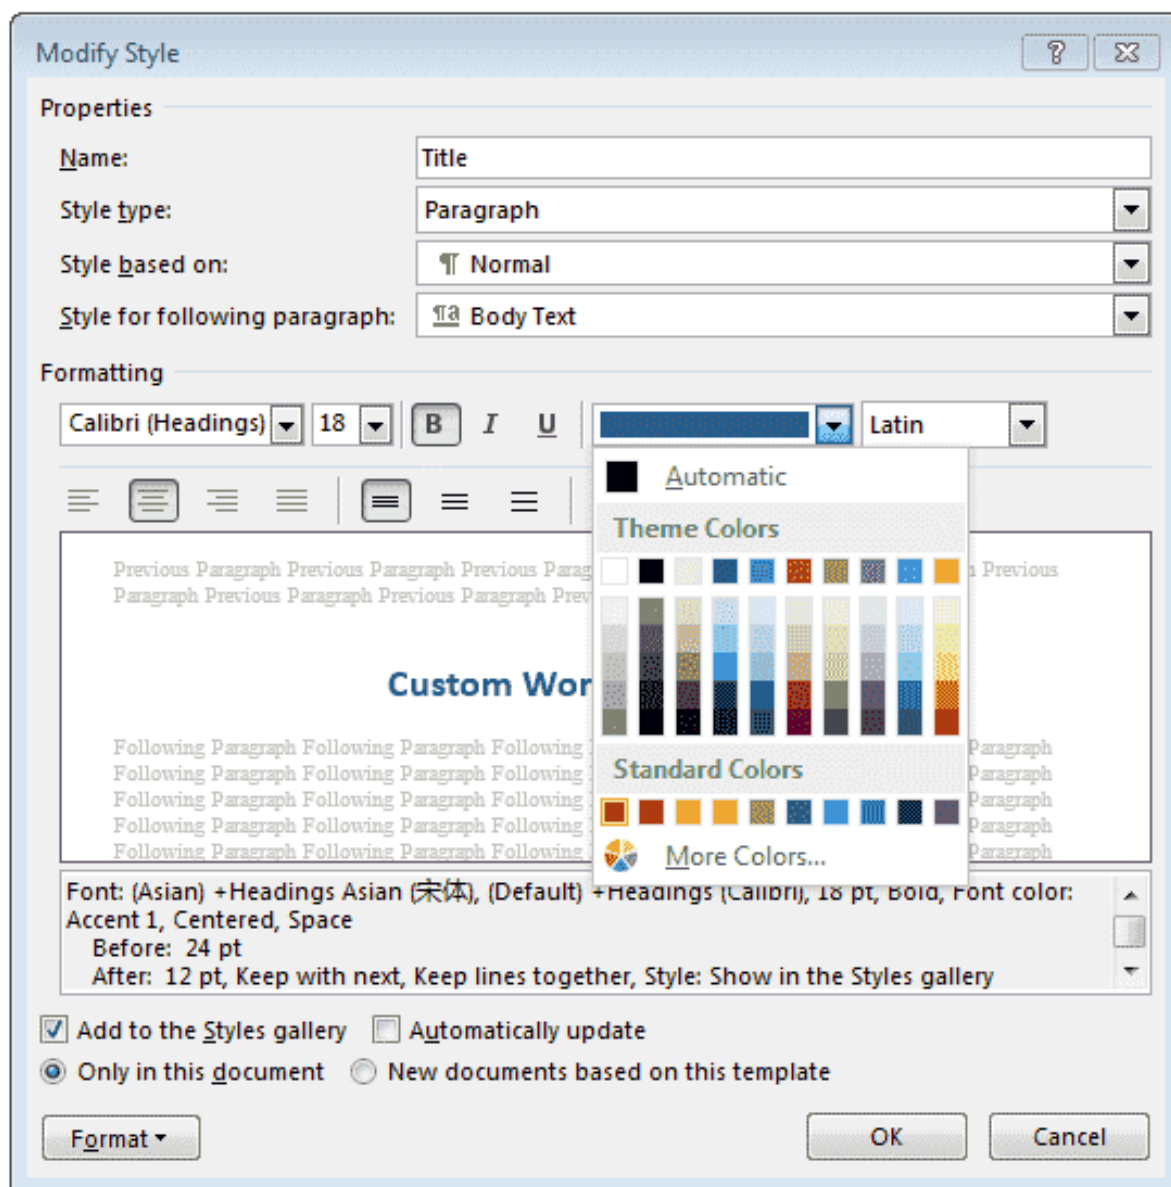 Modify Style
Properties
Name:
Title
Style type:
Paragraph
Style based on:
¶ Normal
Style for following paragraph:
¶a Body Text
Formatting
Calibri (Headings)
18
B
I
U
Latin
Automatic
Theme Colors
Previous Paragraph Previous Paragraph Previous Parag
n Previous
Paragraph Previous Paragraph Previous Paragraph Prev
Custom Wor
Following Paragraph Following Paragraph Following
Paragraph
Following Paragraph Following Paragraph Following
Paragraph
Following Paragraph Following Paragraph Following
Paragraph
Following Paragraph Following Paragraph Following
Paragraph
Following Paragraph Following Paragraph Following
Paragraph
Standard Colors
More Colors...
Font: (Asian) +Headings Asian (宋体), (Default) +Headings (Calibri), 18 pt, Bold, Font color:
Accent 1, Centered, Space
Before: 24 pt
After: 12 pt, Keep with next, Keep lines together, Style: Show in the Styles gallery
Add to the Styles gallery
Automatically update
Only in this document
New documents based on this template
Format
OK
Cancel